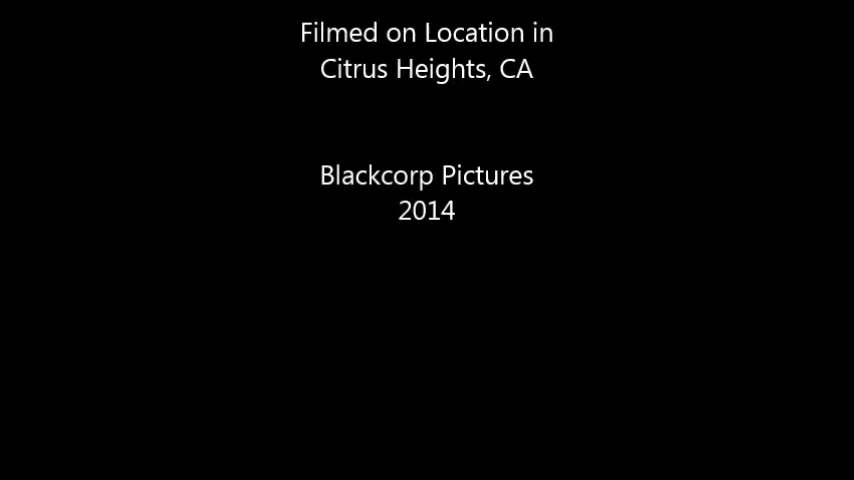 Filmed on Location in
Citrus Heights, CA
Blackcorp Pictures
2014